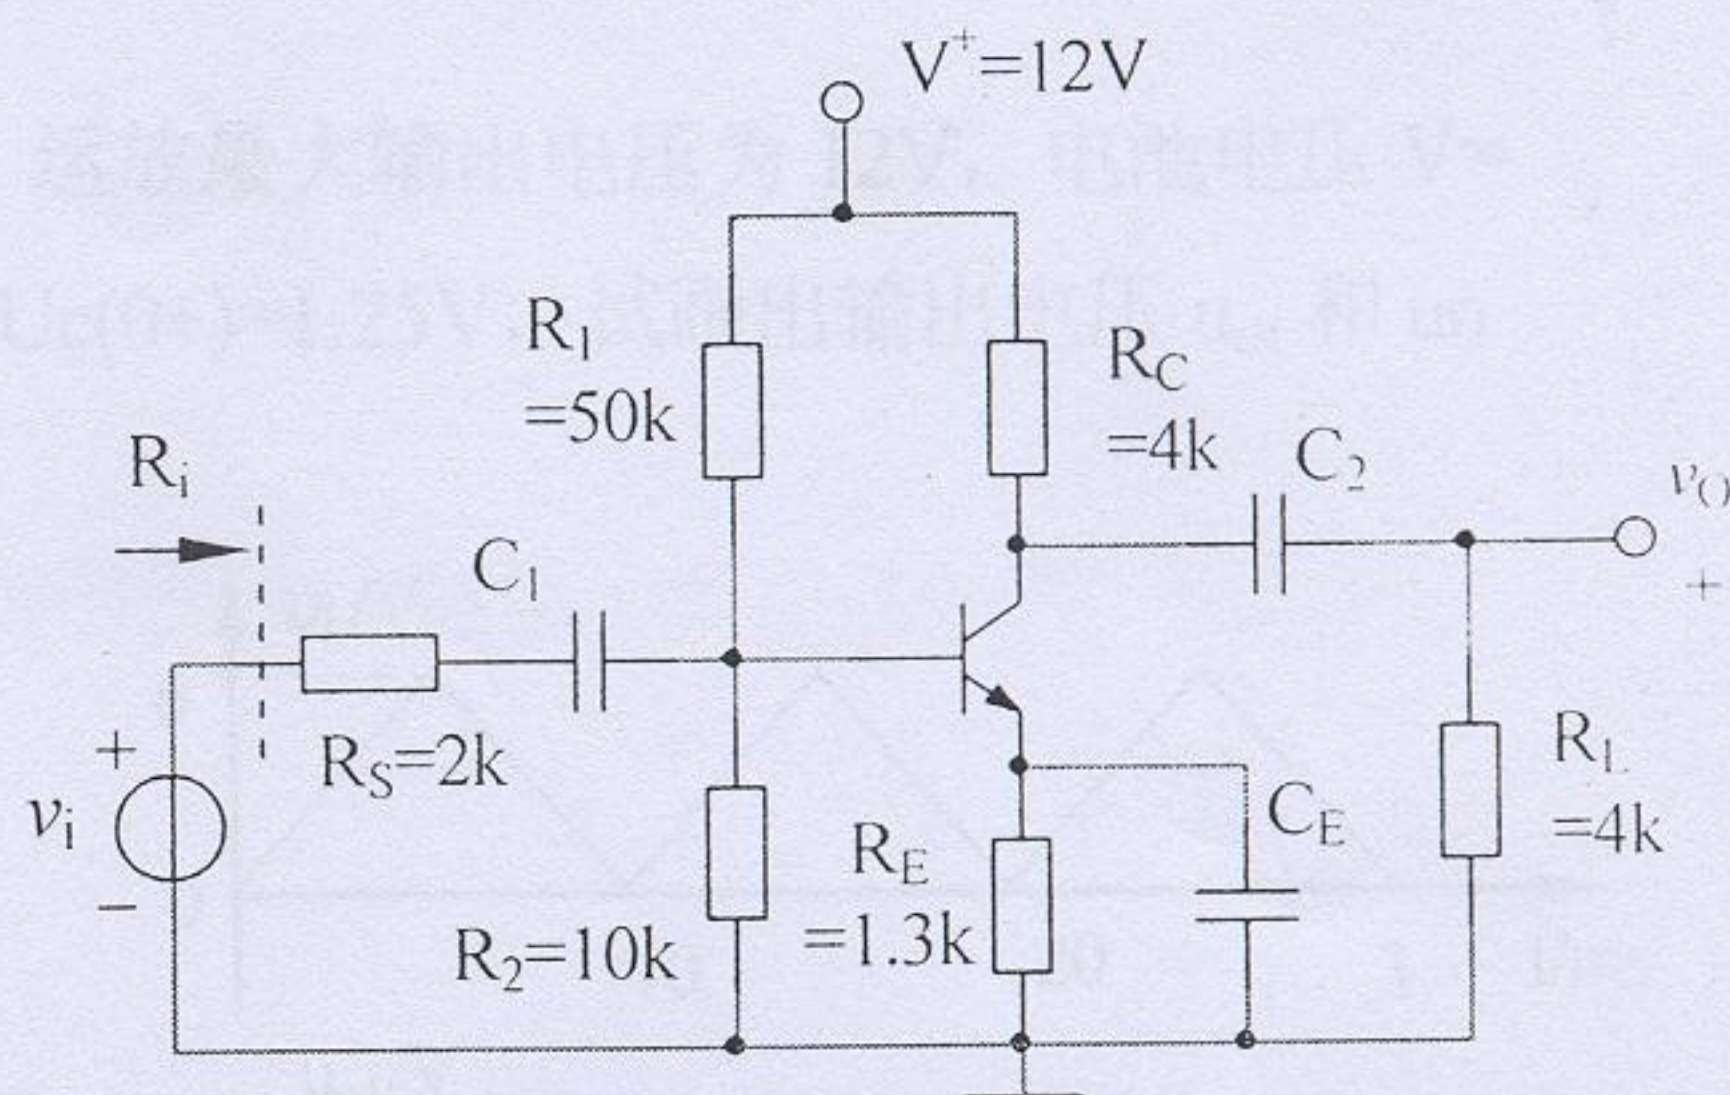 V⁺=12V
R₁
=50k
R_C
=4k
C₂
v_O
+
R_i
C₁
R_S=2k
+
v_i
−
R₂=10k
R_E
=1.3k
C_E
R_L
=4k